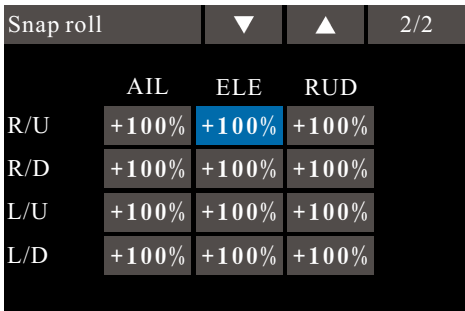 Snap roll ▼ ▲ 2/2
AIL ELE RUD
R/U +100% +100% +100%
R/D +100% +100% +100%
L/U +100% +100% +100%
L/D +100% +100% +100%